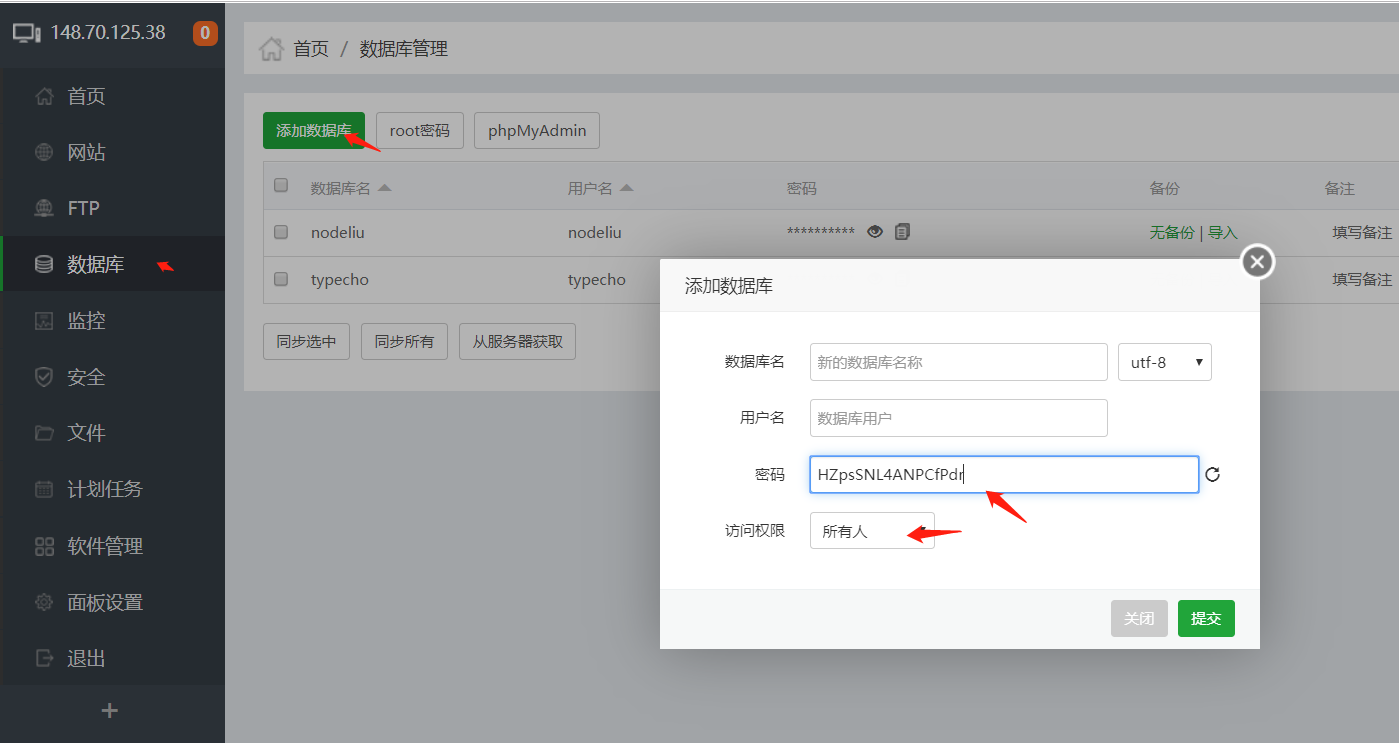 148.70.125.38 0
首页
网站
FTP
数据库
监控
安全
文件
计划任务
软件管理
面板设置
退出
+
首页 / 数据库管理
添加数据库 root密码 phpMyAdmin
数据库名 用户名 密码 备份 备注
nodeliu nodeliu ********** 无备份 | 导入 填写备注
typecho typecho 填写备注
同步选中 同步所有 从服务器获取
添加数据库
数据库名 新的数据库名称 utf-8
用户名 数据库用户
密码 HZpsSNL4ANPCfPdr
访问权限 所有人
关闭 提交